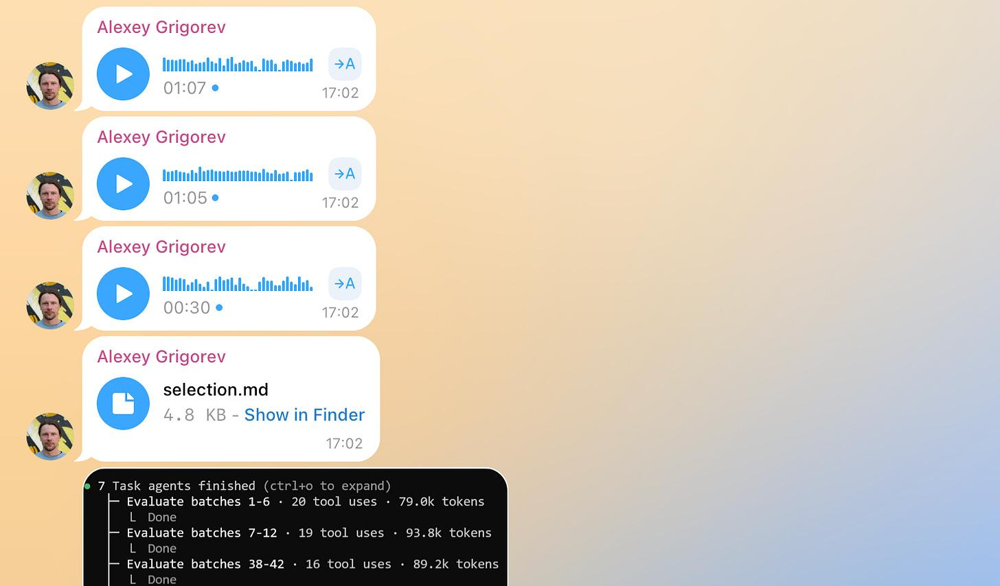 Alexey Grigorev
→A
01:07
17:02
Alexey Grigorev
→A
01:05
17:02
Alexey Grigorev
→A
00:30
17:02
Alexey Grigorev
selection.md
4.8 KB - Show in Finder
17:02
7 Task agents finished (ctrl+o to expand)
Evaluate batches 1-6 · 20 tool uses · 79.0k tokens
L Done
Evaluate batches 7-12 · 19 tool uses · 93.8k tokens
L Done
Evaluate batches 38-42 · 16 tool uses · 89.2k tokens
L Done